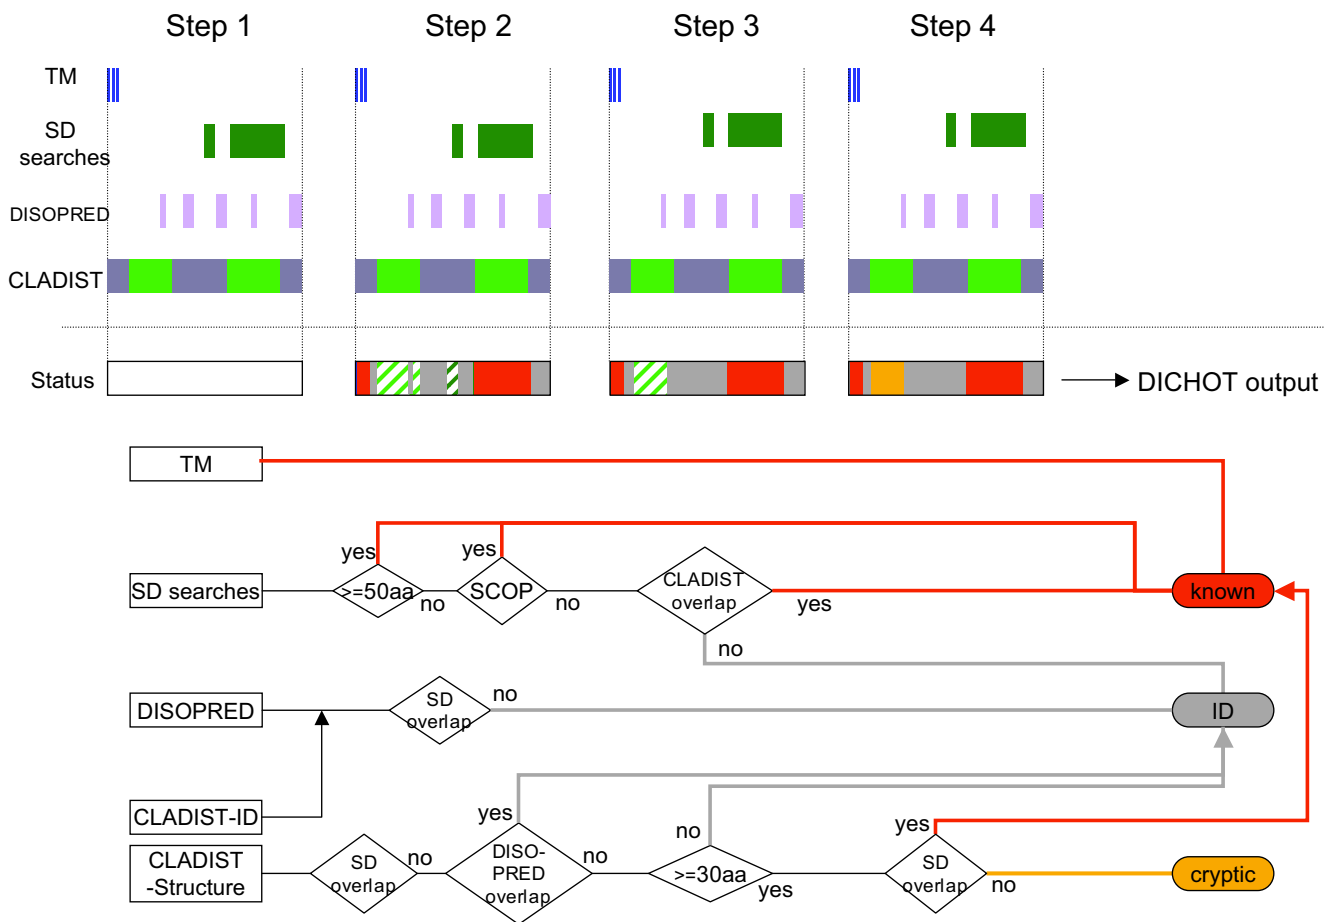 Step 1 Step 2 Step 3 Step 4
TM
SD
searches
DISOPRED
CLADIST
Status
DICHOT output
TM
yes yes
SD searches
>=50aa
no
SCOP
no
CLADIST
overlap
yes
known
no
DISOPRED
SD
overlap
no
ID
CLADIST-ID
CLADIST
-Structure
SD
overlap
no
yes
DISO-
PRED
overlap
no
no
>=30aa
yes
yes
SD
overlap
no
cryptic